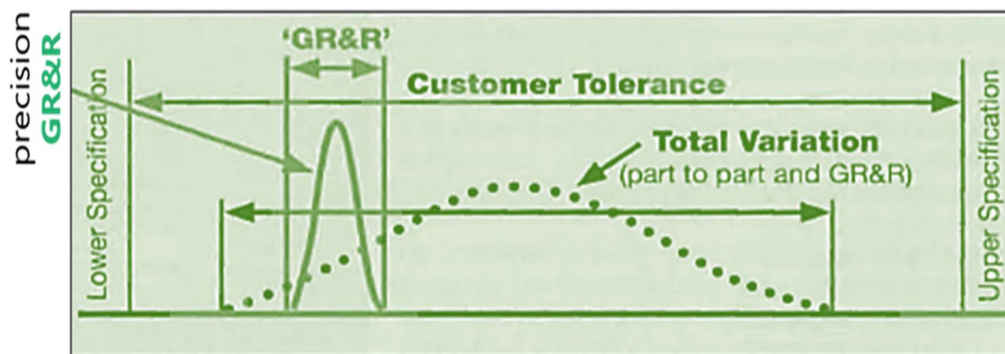 precision
GR&R
'GR&R'
Customer Tolerance
Total Variation
(part to part and GR&R)
Lower Specification
Upper Specification